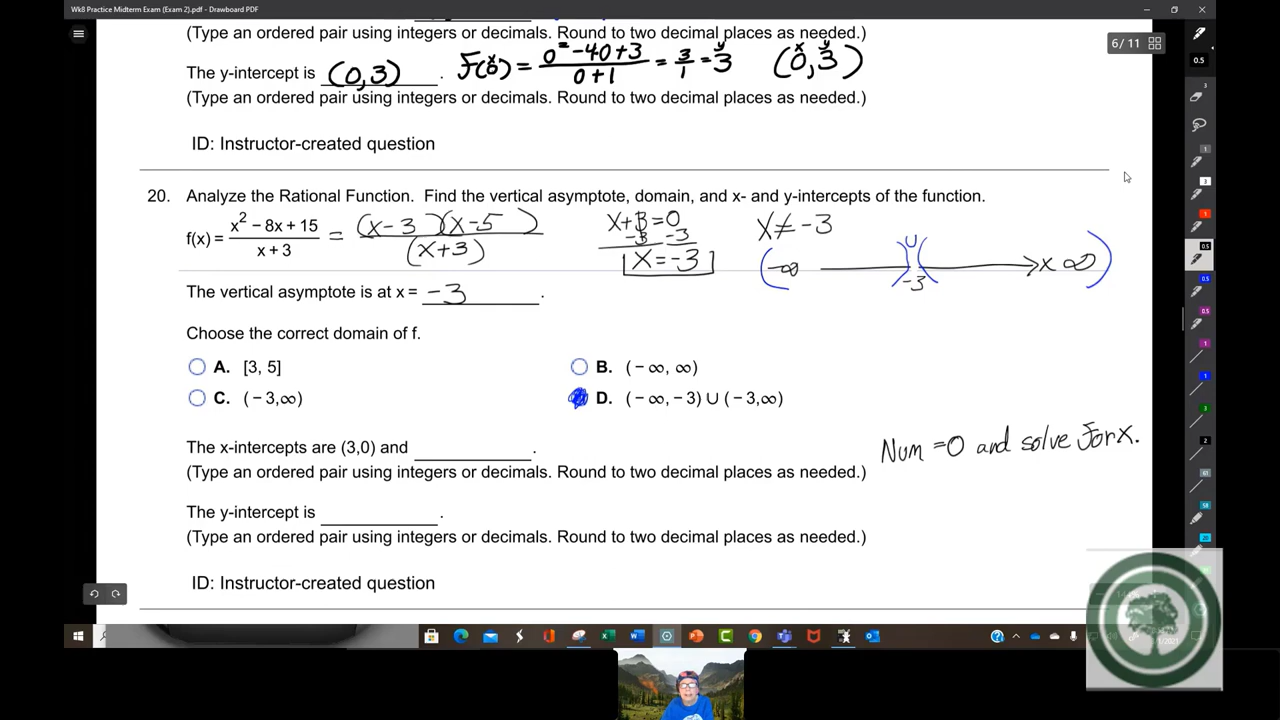 Wk8 Practice Midterm Exam (Exam 2).pdf - Drawboard PDF
6 / 11
(Type an ordered pair using integers or decimals. Round to two decimal places as needed.)
The y-intercept is (0,3) F(0) = 0² -40+3 / 0+1 = 3/1 = 3 (0, 3)
x y x y
(Type an ordered pair using integers or decimals. Round to two decimal places as needed.)
ID: Instructor-created question
20. Analyze the Rational Function. Find the vertical asymptote, domain, and x- and y-intercepts of the function.
f(x) = x² − 8x + 15 / x + 3 = (x-3)(x-5) / (x+3)
x+3=0
-3 -3
x=-3
x≠-3
(-∞ )∪( -3 x ∞)
The vertical asymptote is at x = -3 .
Choose the correct domain of f.
A. [3, 5]
B. (− ∞, ∞)
C. (− 3,∞)
D. (− ∞,− 3) ∪ (− 3,∞)
The x-intercepts are (3,0) and .
Num =0 and solve For x.
(Type an ordered pair using integers or decimals. Round to two decimal places as needed.)
The y-intercept is .
(Type an ordered pair using integers or decimals. Round to two decimal places as needed.)
ID: Instructor-created question